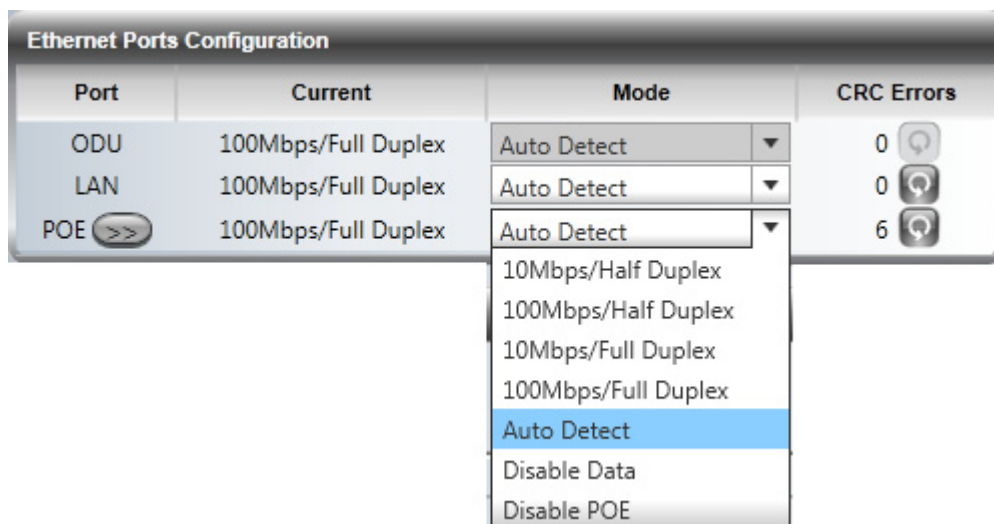 Ethernet Ports Configuration
Port Current Mode CRC Errors
ODU 100Mbps/Full Duplex Auto Detect 0
LAN 100Mbps/Full Duplex Auto Detect 0
POE >> 100Mbps/Full Duplex Auto Detect 6
10Mbps/Half Duplex
100Mbps/Half Duplex
10Mbps/Full Duplex
100Mbps/Full Duplex
Auto Detect
Disable Data
Disable POE